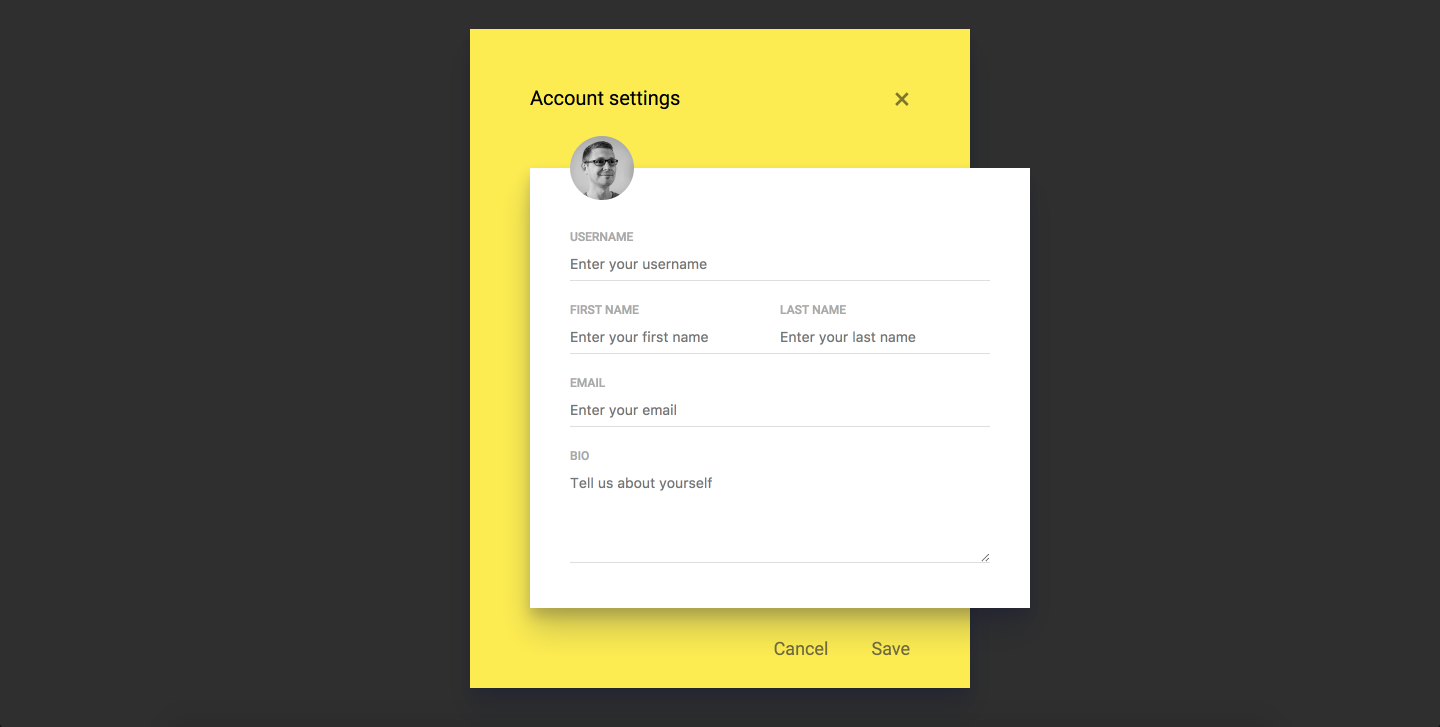 Account settings
USERNAME
Enter your username
FIRST NAME
LAST NAME
Enter your first name
Enter your last name
EMAIL
Enter your email
BIO
Tell us about yourself
Cancel
Save